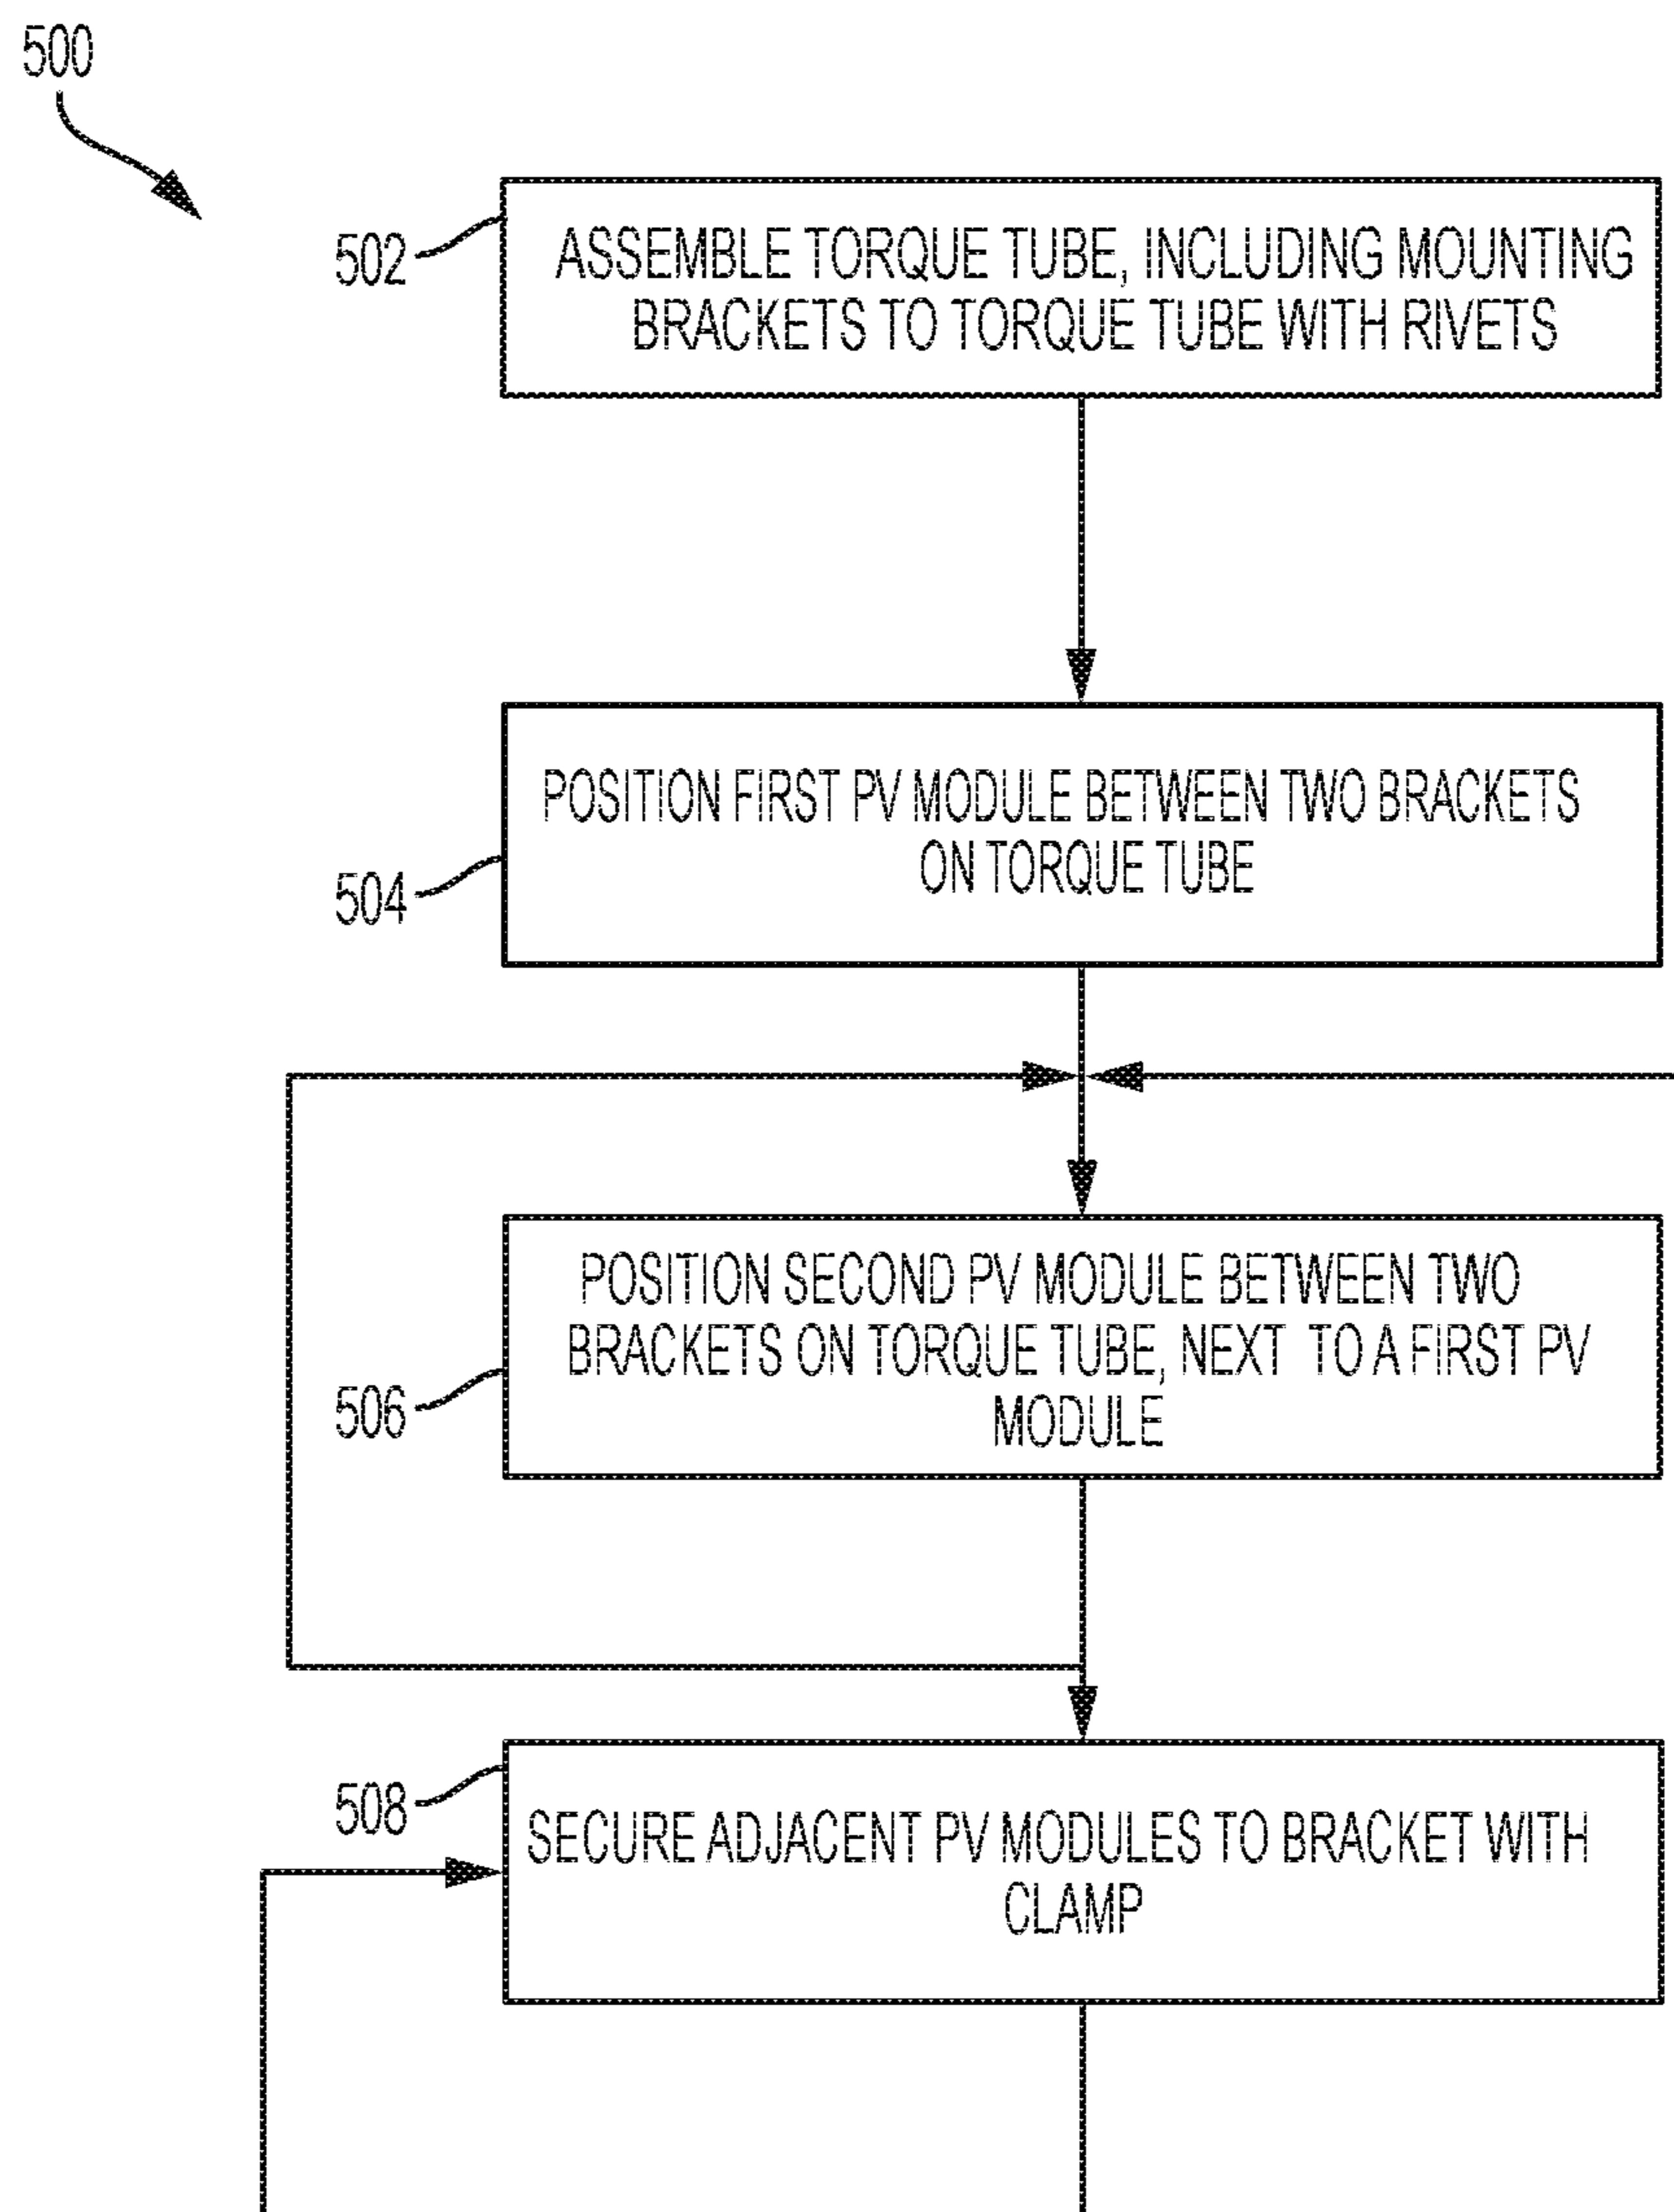 500
502
ASSEMBLE TORQUE TUBE, INCLUDING MOUNTING
BRACKETS TO TORQUE TUBE WITH RIVETS
504
POSITION FIRST PV MODULE BETWEEN TWO BRACKETS
ON TORQUE TUBE
506
POSITION SECOND PV MODULE BETWEEN TWO
BRACKETS ON TORQUE TUBE, NEXT TO A FIRST PV
MODULE
508
SECURE ADJACENT PV MODULES TO BRACKET WITH
CLAMP